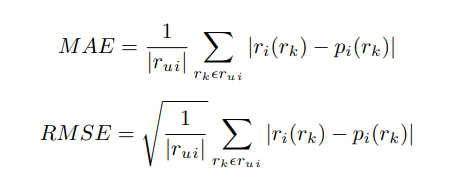 MAE = \frac{1}{|r_{ui}|} \sum_{r_k \epsilon r_{ui}} |r_i(r_k) - p_i(r_k)|
RMSE = \sqrt{\frac{1}{|r_{ui}|}} \sum_{r_k \epsilon r_{ui}} |r_i(r_k) - p_i(r_k)|